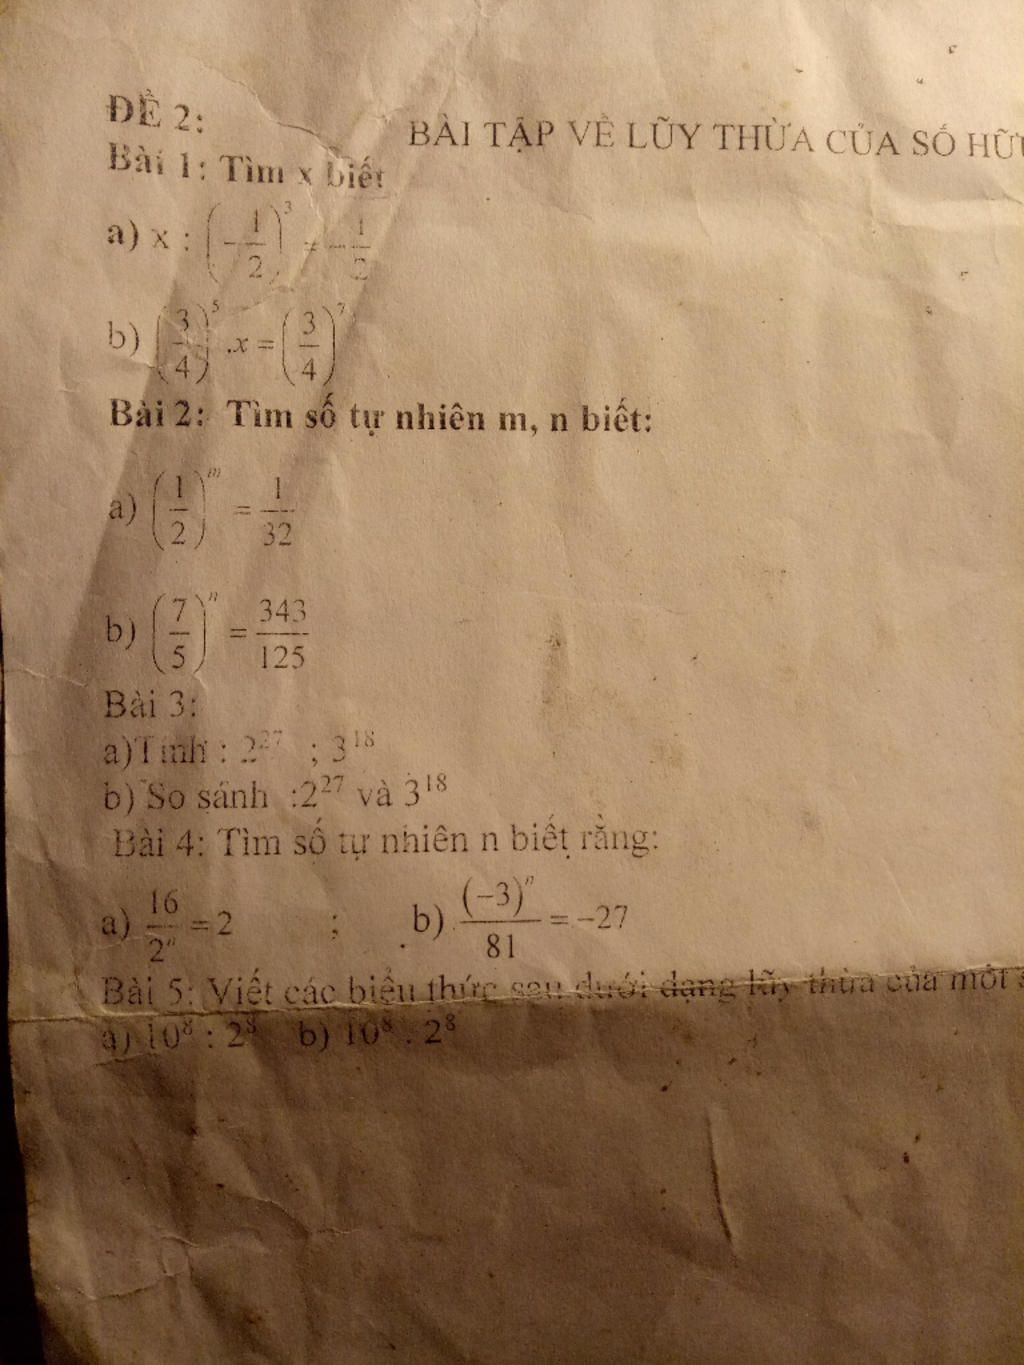 ĐỀ 2:
BÀI TẬP VỀ LŨY THỪA CỦA SỐ
Bài 1: Tìm x biết
a) x : (-1/2)^3 = -1/2
b) (3/4)^5 .x = (3/4)^7
Bài 2: Tìm số tự nhiên m, n biết:
a) (1/2)^m = 1/32
b) (7/5)^n = 343/125
Bài 3:
a)Tính : 2^27 ; 3^18
b) So sánh :2^27 và 3^18
Bài 4: Tìm số tự nhiên n biết rằng:
a) 16/2^n = 2 ; b) (-3)^n/81 = -27
Bài 5: Viết các biểu thức sau dưới dạng lũy thừa của một
a) 10^8 : 2^8 b) 10^8 . 2^8